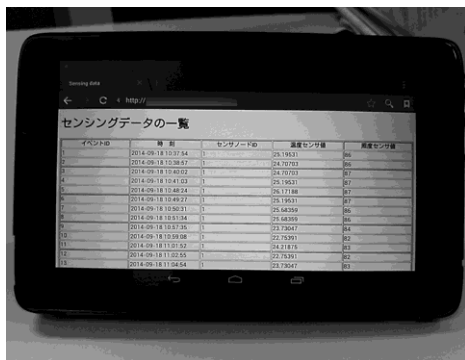 Sensing data
http://
センシングデータの一覧
イベントID 時 刻 センサノードID 温度センサ値 照度センサ値
1 2014-09-18 10:37:54 1 25.19531 86
2 2014-09-18 10:38:57 1 24.70703 86
3 2014-09-18 10:40:02 1 24.70703 87
4 2014-09-18 10:41:03 1 25.19531 87
5 2014-09-18 10:48:24 1 26.17188 87
6 2014-09-18 10:49:27 1 25.19531 87
7 2014-09-18 10:50:31 1 25.68359 86
8 2014-09-18 10:51:34 1 25.68359 86
9 2014-09-18 10:57:35 1 23.73047 84
10 2014-09-18 10:59:08 1 22.75391 82
11 2014-09-18 11:01:52 1 34.21875 83
12 2014-09-18 11:02:55 1 22.75391 82
13 2014-09-18 11:04:54 1 23.73047 83